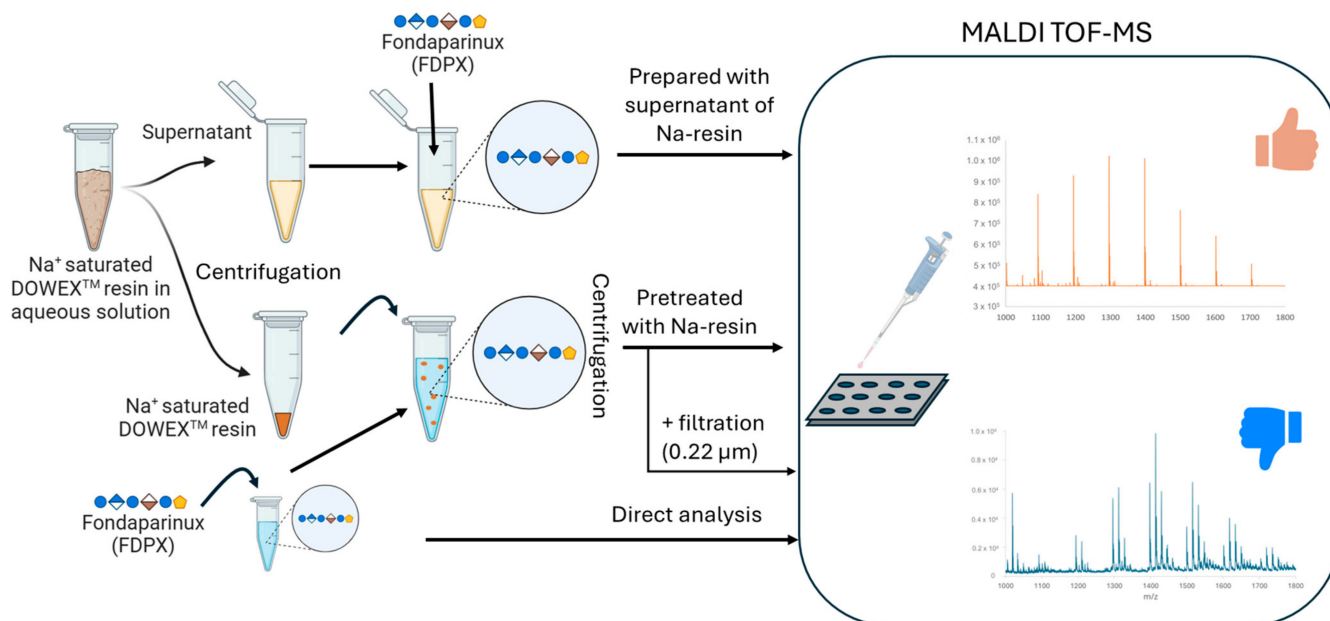 MALDI TOF-MS
Fondaparinux
(FDPX)
Supernatant
Prepared with
supernatant of
Na-resin
Na⁺ saturated
DOWEX™ resin in
aqueous solution
Centrifugation
Centrifugation
Pretreated
with Na-resin
+ filtration
(0.22 µm)
Na⁺ saturated
DOWEX™ resin
Fondaparinux
(FDPX)
Direct analysis
1.0 x 10⁶
9 x 10⁵
8 x 10⁵
7 x 10⁵
6 x 10⁵
5 x 10⁵
4 x 10⁵
3 x 10⁵
1000 1100 1200 1300 1400 1500 1600 1700 1800
1.0 x 10⁴
0.8 x 10⁴
0.6 x 10⁴
0.4 x 10⁴
0.2 x 10⁴
0
1000 1100 1200 1300 1400 1500 1600 1700 1800
m/z